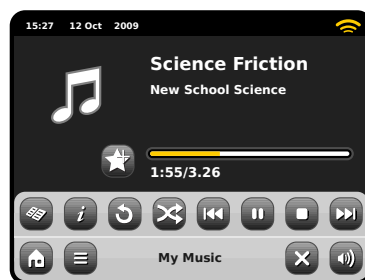 15:27 12 Oct 2009
Science Friction
New School Science
1:55/3.26
i
My Music